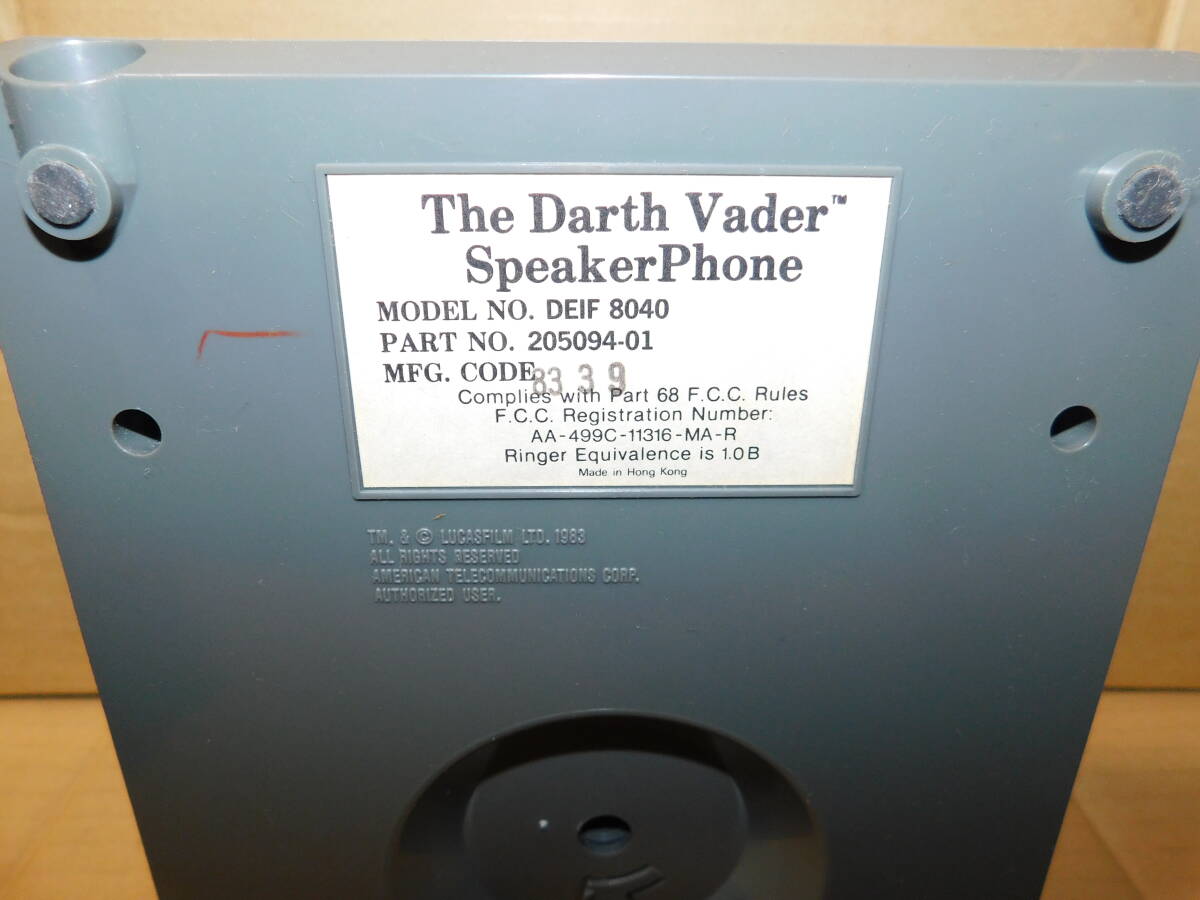 The Darth Vader™
SpeakerPhone
MODEL NO. DEIF 8040
PART NO. 205094-01
MFG. CODE 83 3 9
Complies with Part 68 F.C.C. Rules
F.C.C. Registration Number:
AA-499C-11316-MA-R
Ringer Equivalence is 1.0B
Made in Hong Kong
TM. & © LUCASFILM LTD. 1983
ALL RIGHTS RESERVED
AMERICAN TELECOMMUNICATIONS CORP.
AUTHORIZED USER.